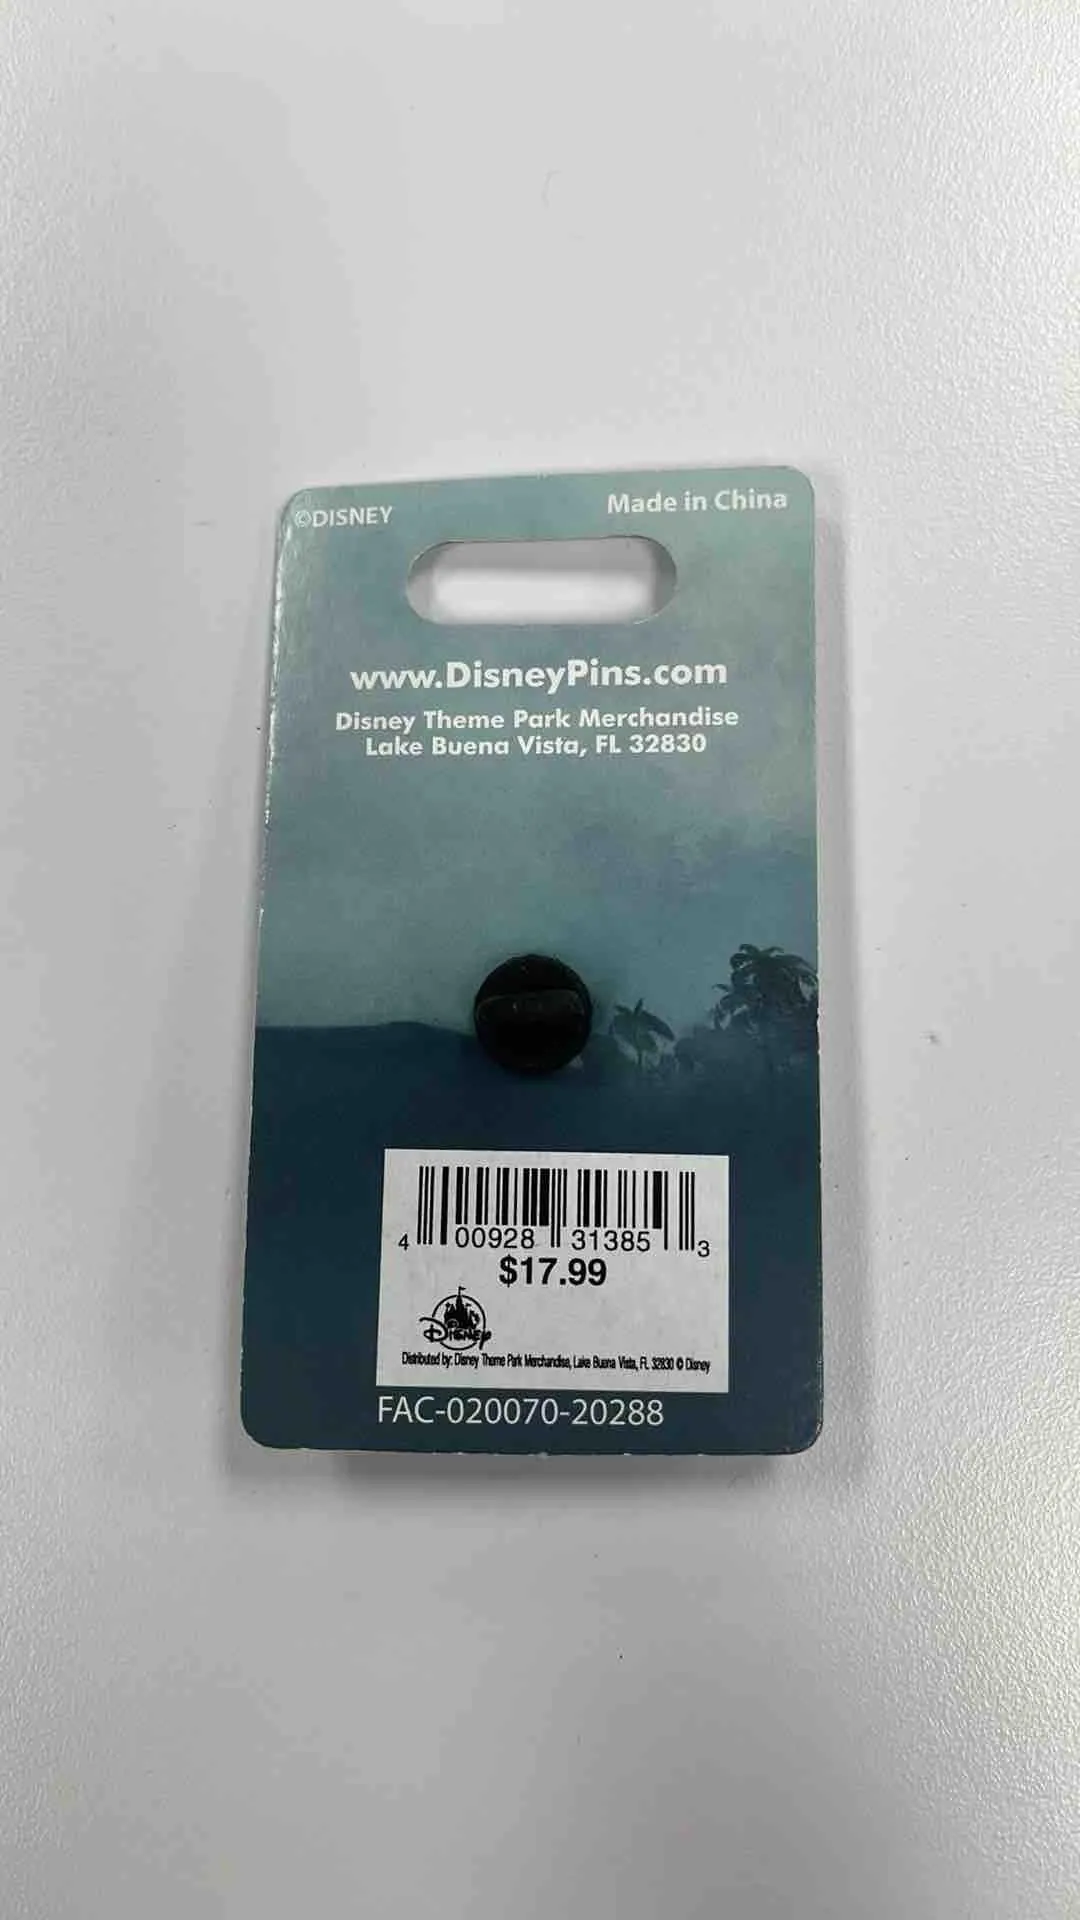 ©DISNEY
Made in China
www.DisneyPins.com
Disney Theme Park Merchandise
Lake Buena Vista, FL 32830
4 00928 31385 3
$17.99
Disney
Distributed by: Disney Theme Park Merchandise, Lake Buena Vista, FL 32830 © Disney
FAC-020070-20288